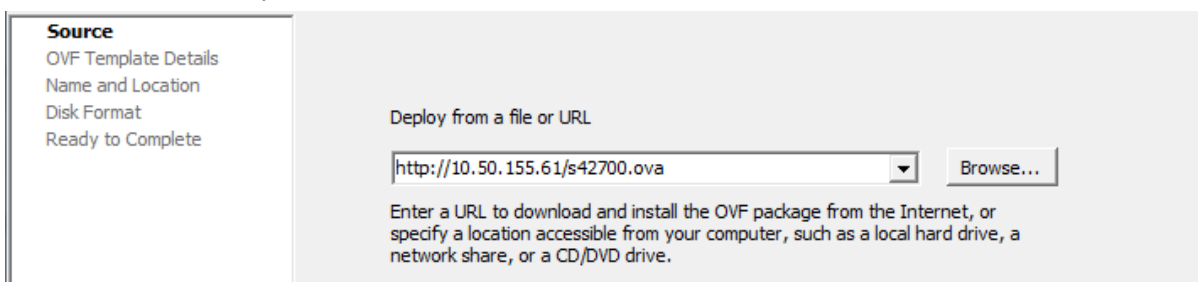 Source
OVF Template Details
Name and Location
Disk Format
Ready to Complete
Deploy from a file or URL
http://10.50.155.61/s42700.ova
Browse...
Enter a URL to download and install the OVF package from the Internet, or
specify a location accessible from your computer, such as a local hard drive, a
network share, or a CD/DVD drive.